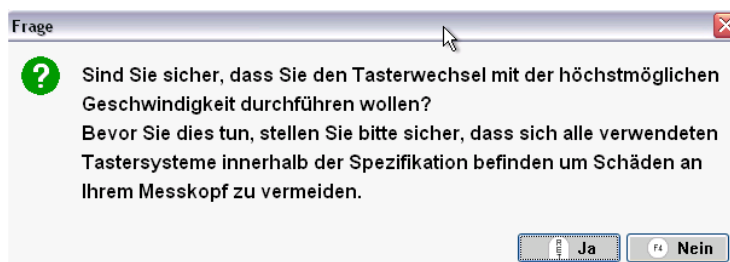 Frage
Sind Sie sicher, dass Sie den Tasterwechsel mit der höchstmöglichen
Geschwindigkeit durchführen wollen?
Bevor Sie dies tun, stellen Sie bitte sicher, dass sich alle verwendeten
Tastersysteme innerhalb der Spezifikation befinden um Schäden an
Ihrem Messkopf zu vermeiden.
Ja F4 Nein